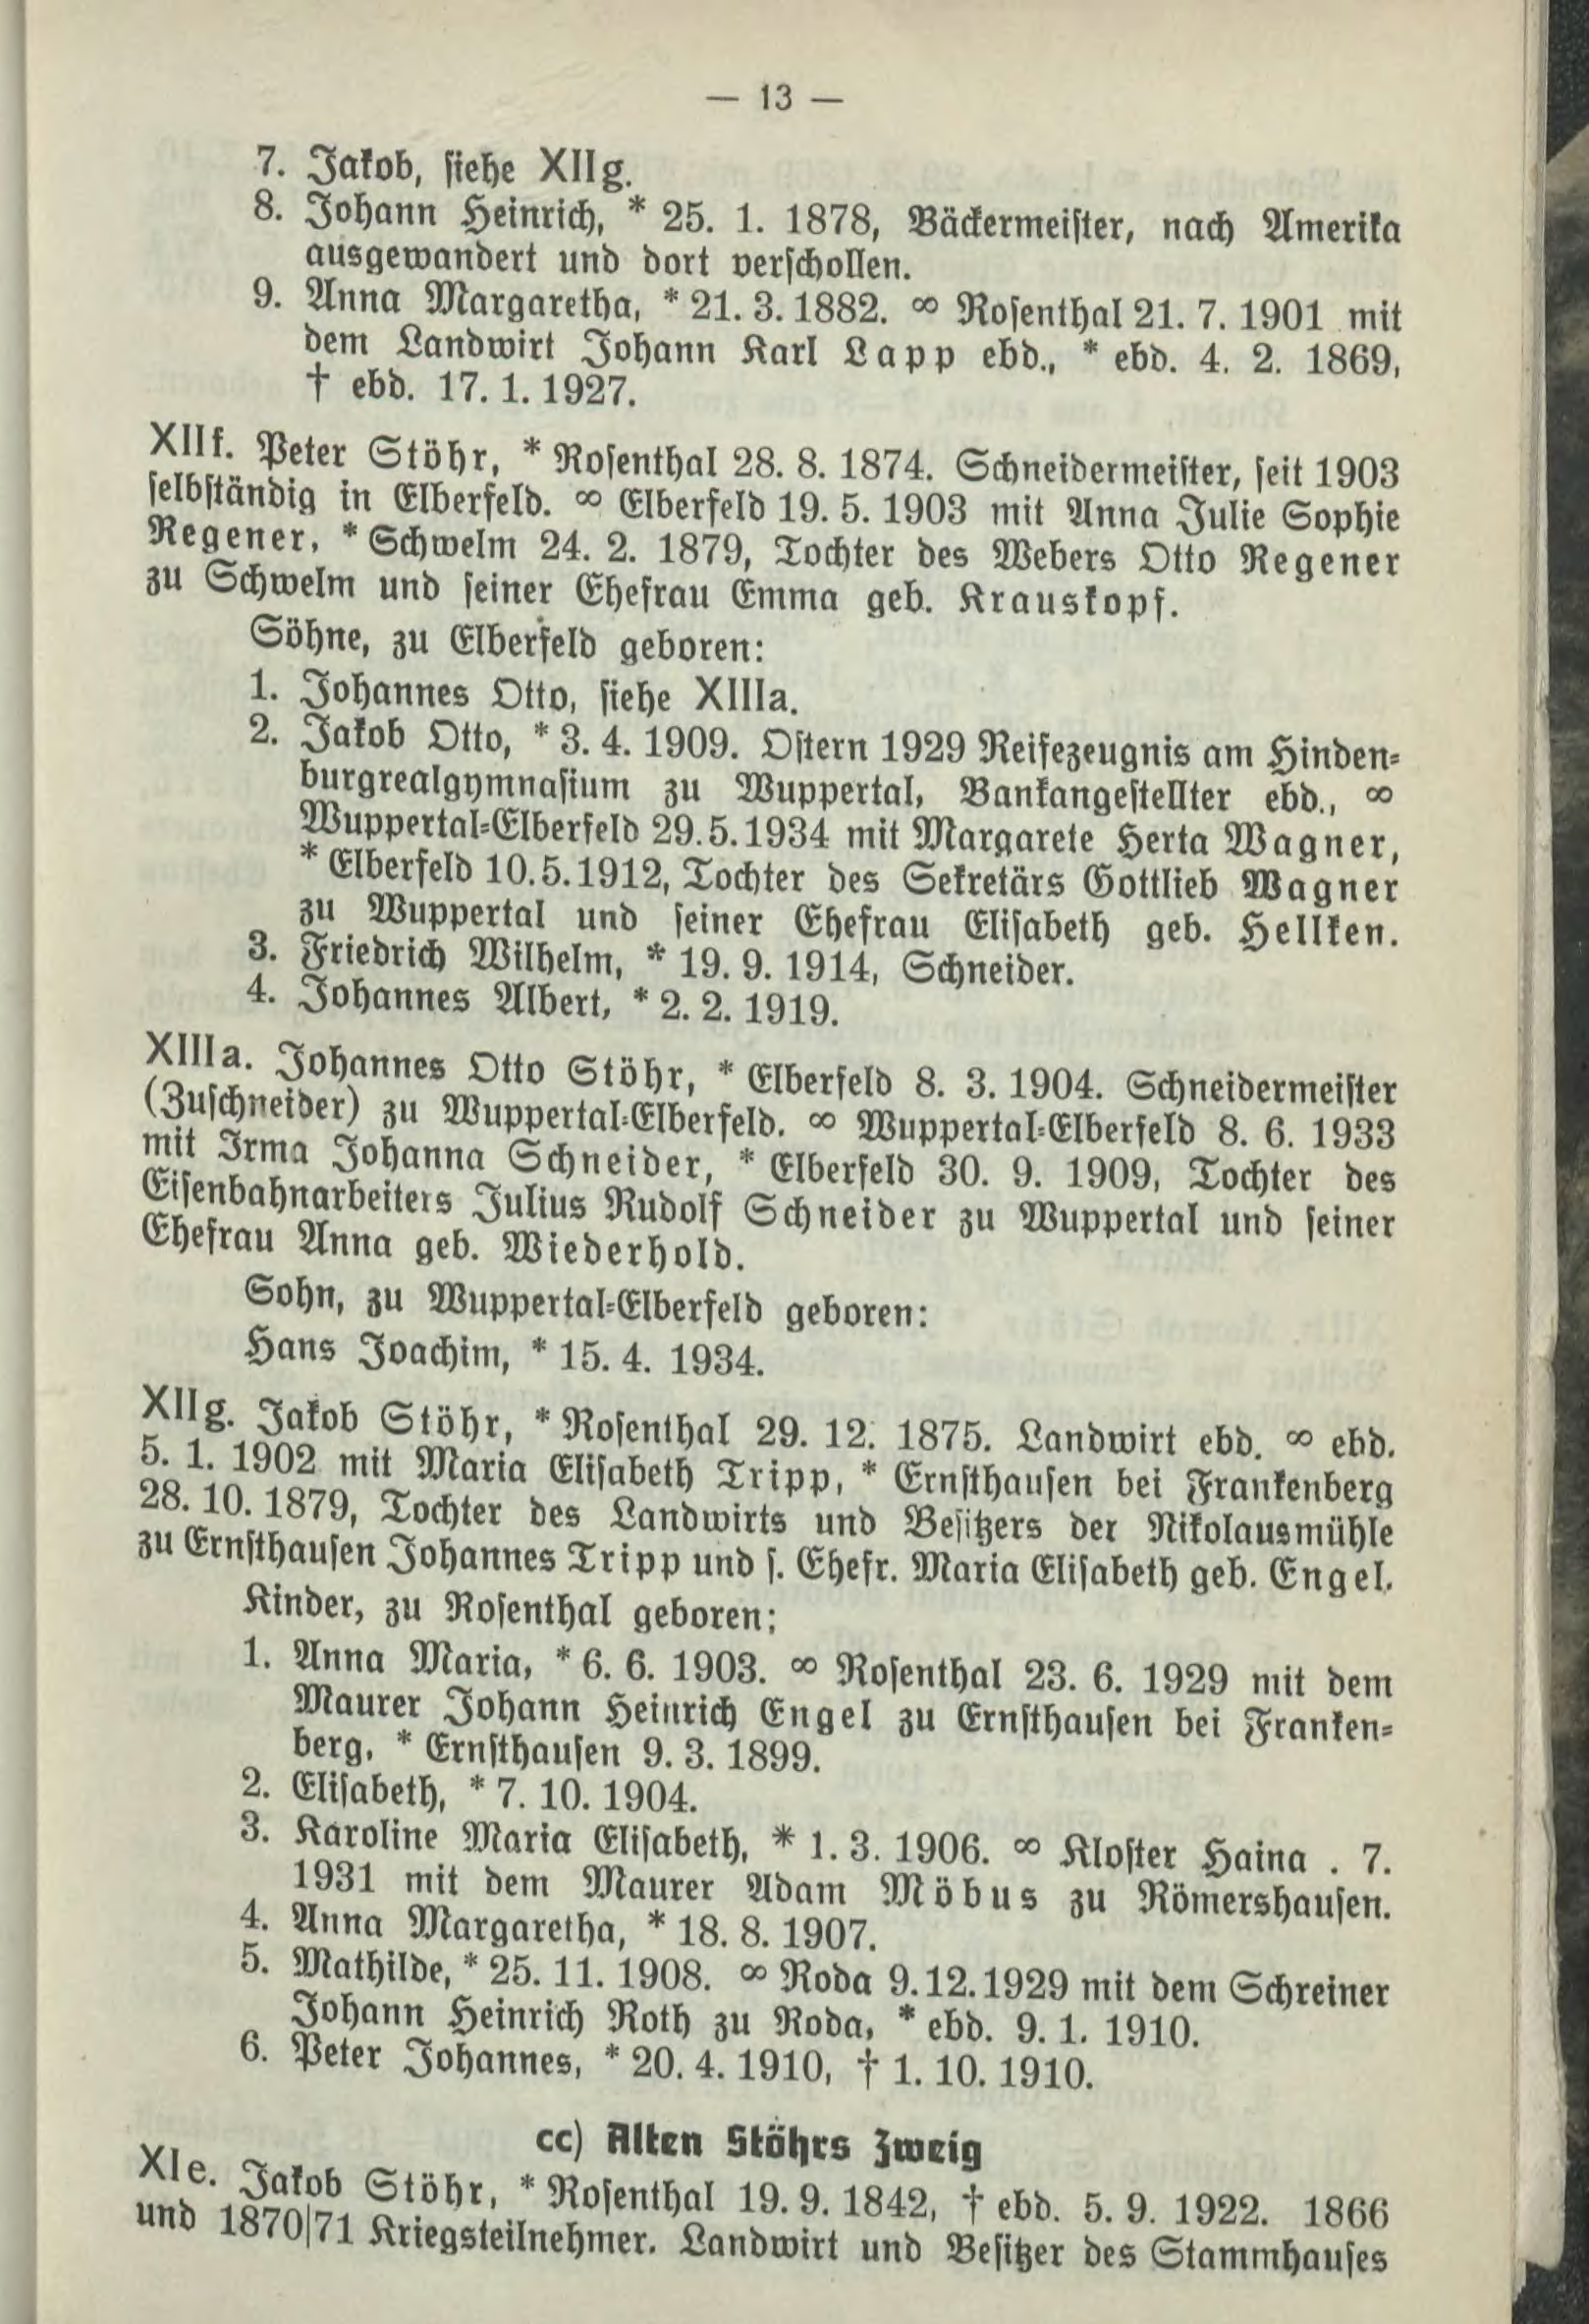 — 13 —
7. Jakob, siehe XIIg.
8. Johann Heinrich, * 25. 1. 1878, Bäckermeister, nach Amerika
ausgewandert und dort verschollen.
9. Anna Margaretha, * 21. 3. 1882. ∞ Rosenthal 21. 7. 1901 mit
dem Landwirt Johann Karl Lapp ebd., * ebd. 4. 2. 1869,
† ebd. 17. 1. 1927.
XIIf. Peter Stöhr, * Rosenthal 28. 8. 1874. Schneidermeister, seit 1903
selbständig in Elberfeld. ∞ Elberfeld 19. 5. 1903 mit Anna Julie Sophie
Regener, * Schwelm 24. 2. 1879, Tochter des Webers Otto Regener
zu Schwelm und seiner Ehefrau Emma geb. Krauskopf.
Söhne, zu Elberfeld geboren:
1. Johannes Otto, siehe XIIIa.
2. Jakob Otto, * 3. 4. 1909. Ostern 1929 Reifezeugnis am Hinden-
burgrealgymnasium zu Wuppertal, Bankangestellter ebd., ∞
Wuppertal-Elberfeld 29. 5. 1934 mit Margarete Herta Wagner,
* Elberfeld 10. 5. 1912, Tochter des Sekretärs Gottlieb Wagner
zu Wuppertal und seiner Ehefrau Elisabeth geb. Hellken.
3. Friedrich Wilhelm, * 19. 9. 1914, Schneider.
4. Johannes Albert, * 2. 2. 1919.
XIIIa. Johannes Otto Stöhr, * Elberfeld 8. 3. 1904. Schneidermeister
(Zuschneider) zu Wuppertal-Elberfeld. ∞ Wuppertal-Elberfeld 8. 6. 1933
mit Irma Johanna Schneider, * Elberfeld 30. 9. 1909, Tochter des
Eisenbahnarbeiters Julius Rudolf Schneider zu Wuppertal und seiner
Ehefrau Anna geb. Wiederhold.
Sohn, zu Wuppertal-Elberfeld geboren:
Hans Joachim, * 15. 4. 1934.
XIIg. Jakob Stöhr, * Rosenthal 29. 12. 1875. Landwirt ebd. ∞ ebd.
5. 1. 1902 mit Maria Elisabeth Tripp, * Ernsthausen bei Frankenberg
28. 10. 1879, Tochter des Landwirts und Besitzers der Nikolausmühle
zu Ernsthausen Johannes Tripp und s. Ehefr. Maria Elisabeth geb. Engel.
Kinder, zu Rosenthal geboren:
1. Anna Maria, * 6. 6. 1903. ∞ Rosenthal 23. 6. 1929 mit dem
Maurer Johann Heinrich Engel zu Ernsthausen bei Franken-
berg, * Ernsthausen 9. 3. 1899.
2. Elisabeth, * 7. 10. 1904.
3. Karoline Maria Elisabeth, * 1. 3. 1906. ∞ Kloster Haina . 7.
1931 mit dem Maurer Adam Möbus zu Römershausen.
4. Anna Margaretha, * 18. 8. 1907.
5. Mathilde, * 25. 11. 1908. ∞ Roda 9. 12. 1929 mit dem Schreiner
Johann Heinrich Roth zu Roda, * ebd. 9. 1. 1910.
6. Peter Johannes, * 20. 4. 1910, † 1. 10. 1910.
cc) Alten Stöhrs Zweig
XIe. Jakob Stöhr, * Rosenthal 19. 9. 1842, † ebd. 5. 9. 1922. 1866
und 1870/71 Kriegsteilnehmer. Landwirt und Besitzer des Stammhauses